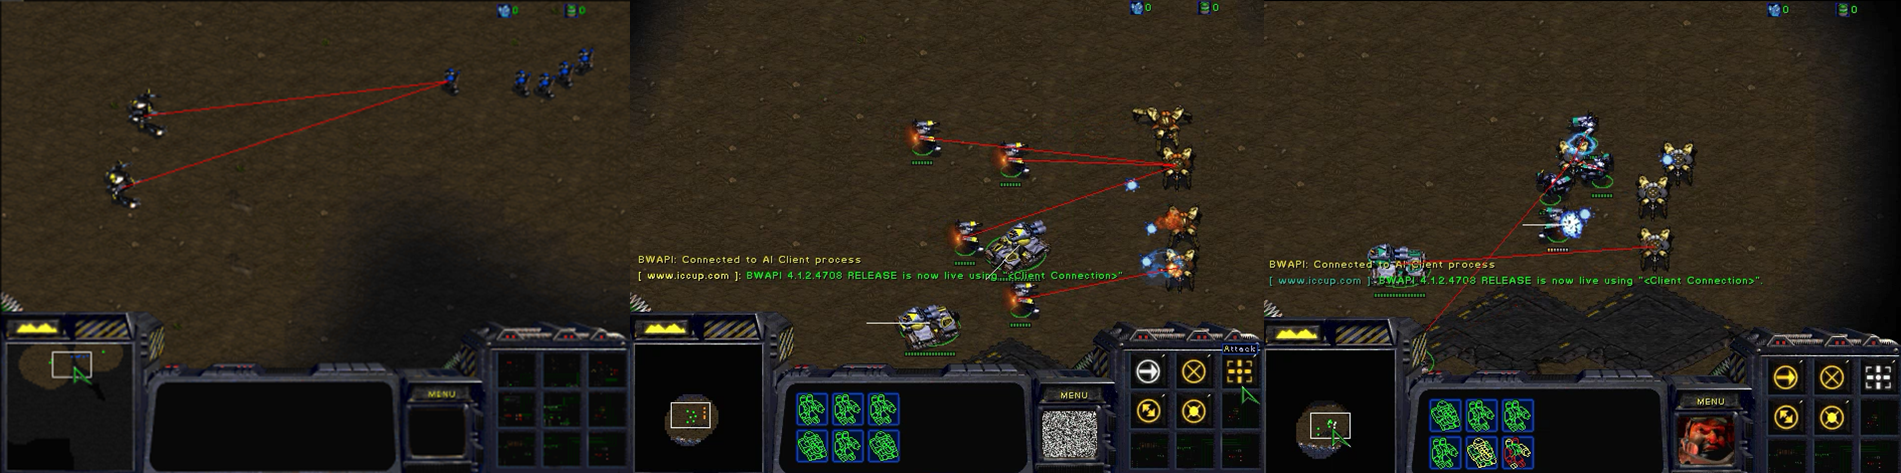 0 0
0 0
0 0
BWAPI: Connected to AI Client process
[ www.iccup.com ]: BWAPI 4.1.2.4708 RELEASE is now live using "<Client Connection>".
BWAPI: Connected to AI Client process
[ www.iccup.com ]: BWAPI 4.1.2.4708 RELEASE is now live using "<Client Connection>".
MENU
Attack
MENU
MENU